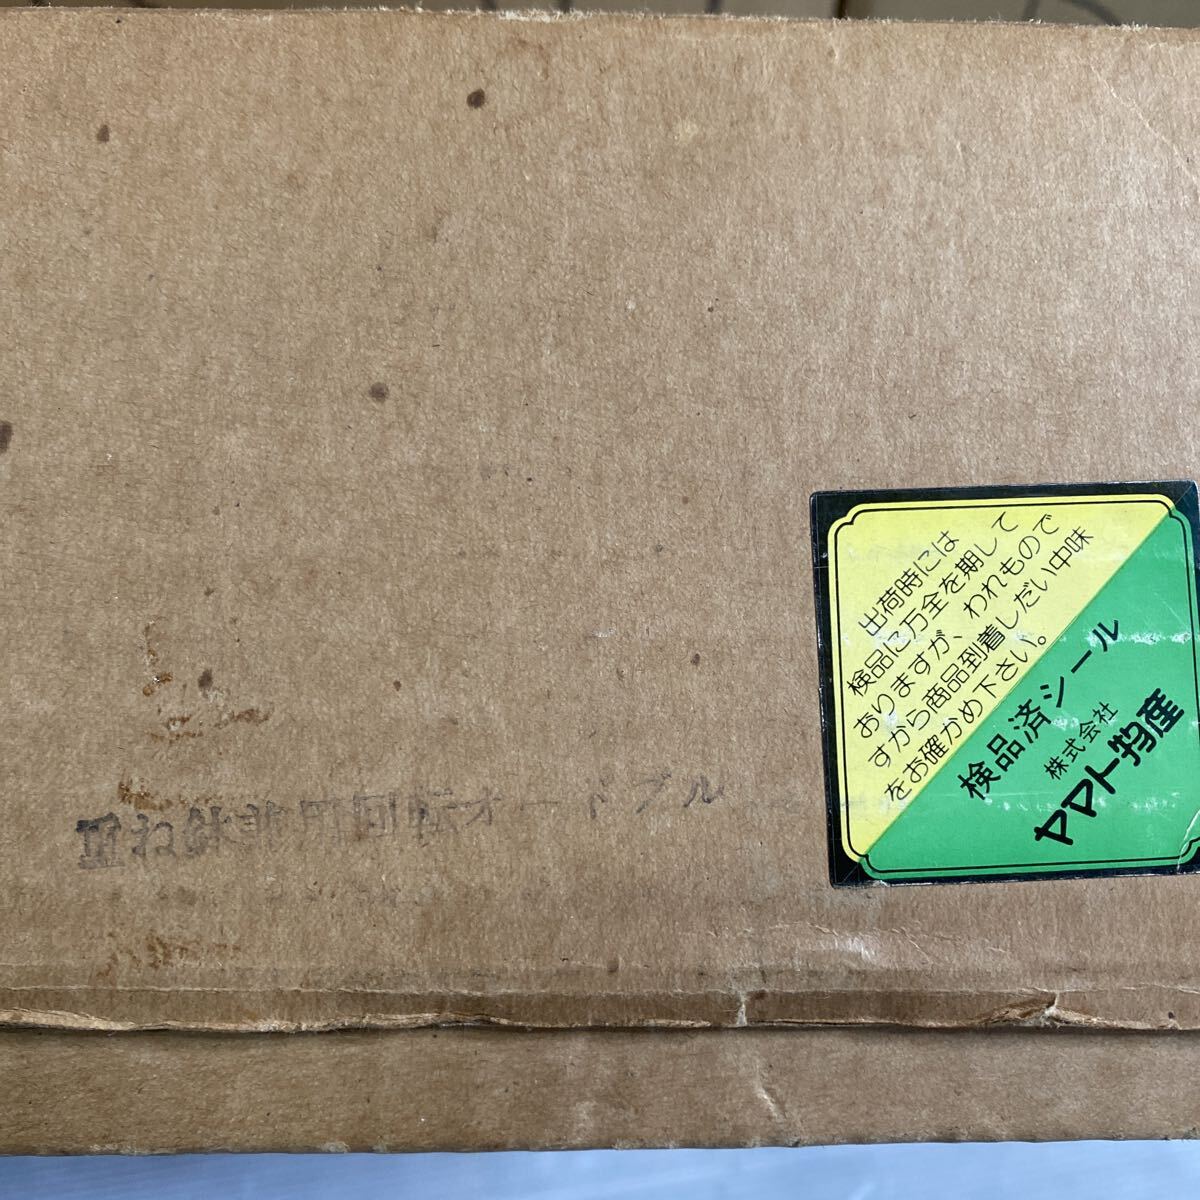 出荷時には
検品に万全を期して
おりますが、われもので
すから商品到着しだい中味
をお確かめ下さい。
検品済シール
株式会社
ヤマト物産
回転オードブル